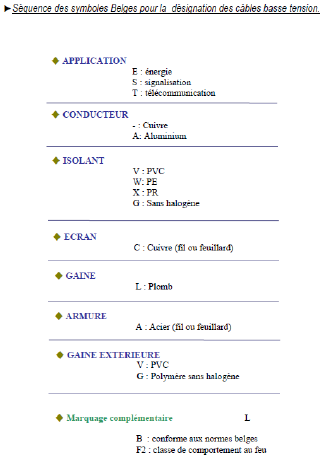 ►Séquence des symboles Belges pour la désignation des câbles basse tension.
◆ APPLICATION
E : énergie
S : signalisation
T : télécommunication
◆ CONDUCTEUR
- : Cuivre
A: Aluminium
◆ ISOLANT
V : PVC
W: PE
X : PR
G : Sans halogène
◆ ECRAN
C : Cuivre (fil ou feuillard)
◆ GAINE
L : Plomb
◆ ARMURE
A : Acier (fil ou feuillard)
◆ GAINE EXTERIEURE
V : PVC
G : Polymère sans halogène
◆ Marquage complémentaire L
B : conforme aux normes belges
F2 : classe de comportement au feu